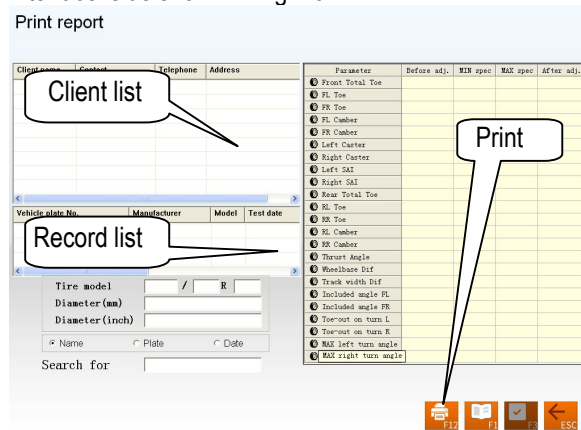 Print report
Client name Contact Telephone Address
Client list
Vehicle plate No. Manufacturer Model Test date
Record list
Tire model / R
Diameter(mm)
Diameter(inch)
Name Plate Date
Search for
Parameter Before adj. MIN spec MAX spec After adj.
Front Total Toe
FL Toe
FR Toe
FL Camber
FR Camber
Left Caster
Right Caster
Left SAI
Right SAI
Rear Total Toe
RL Toe
RR Toe
RL Camber
RR Camber
Thrust Angle
Wheelbase Dif
Track width Dif
Included angle FL
Included angle FR
Toe-out on turn L
Toe-out on turn R
MAX left turn angle
MAX right turn angle
Print
F12 F1 F3 ESC